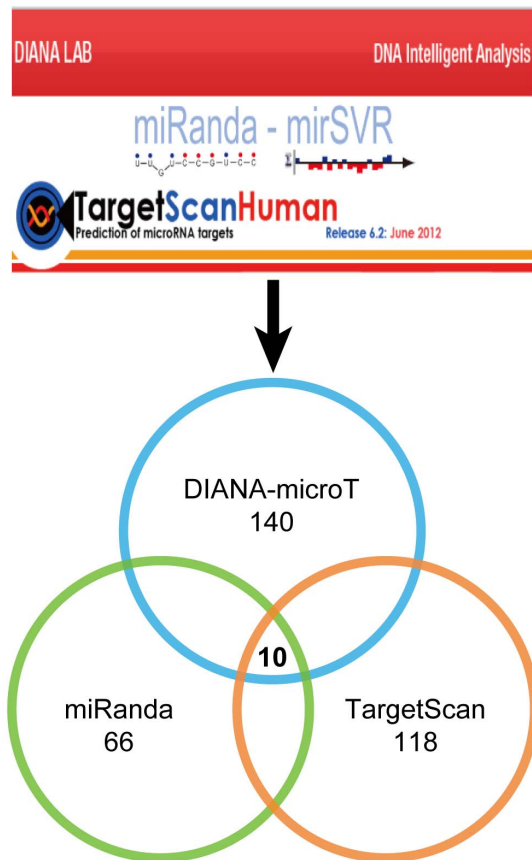 DIANA LAB DNA Intelligent Analysis
miRanda - mirSVR
U U G U C C G U C C Σ
TargetScanHuman
Prediction of microRNA targets Release 6.2: June 2012
DIANA-microT
140
10
miRanda
66
TargetScan
118